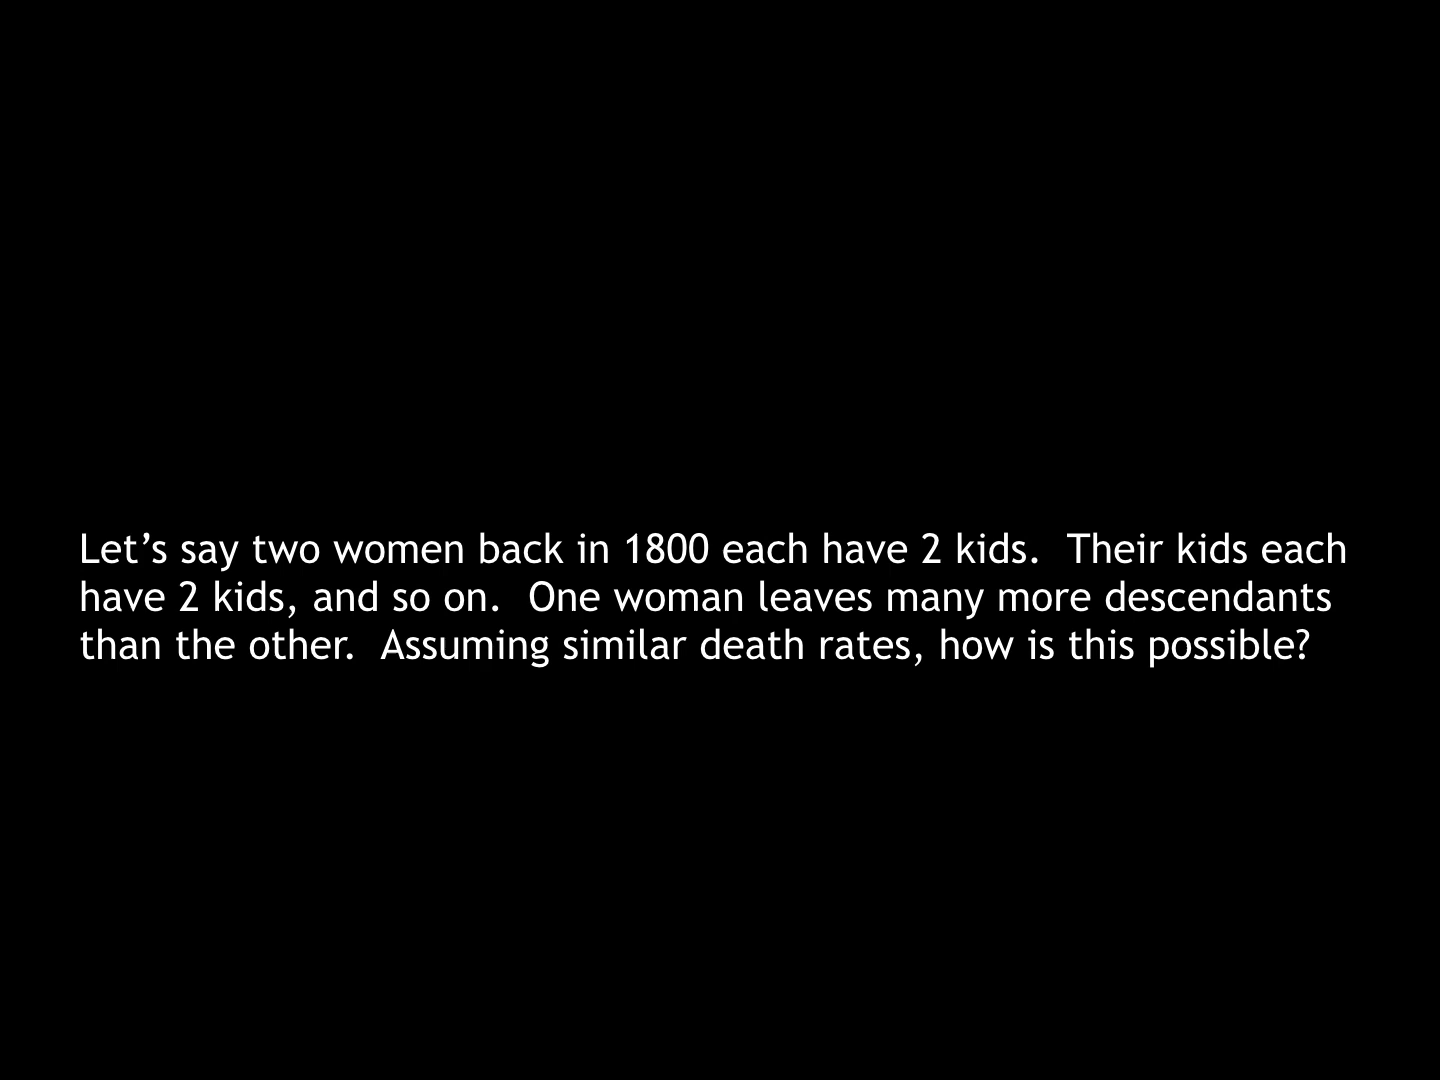 Let’s say two women back in 1800 each have 2 kids.  Their kids each
have 2 kids, and so on.  One woman leaves many more descendants
than the other.  Assuming similar death rates, how is this possible?